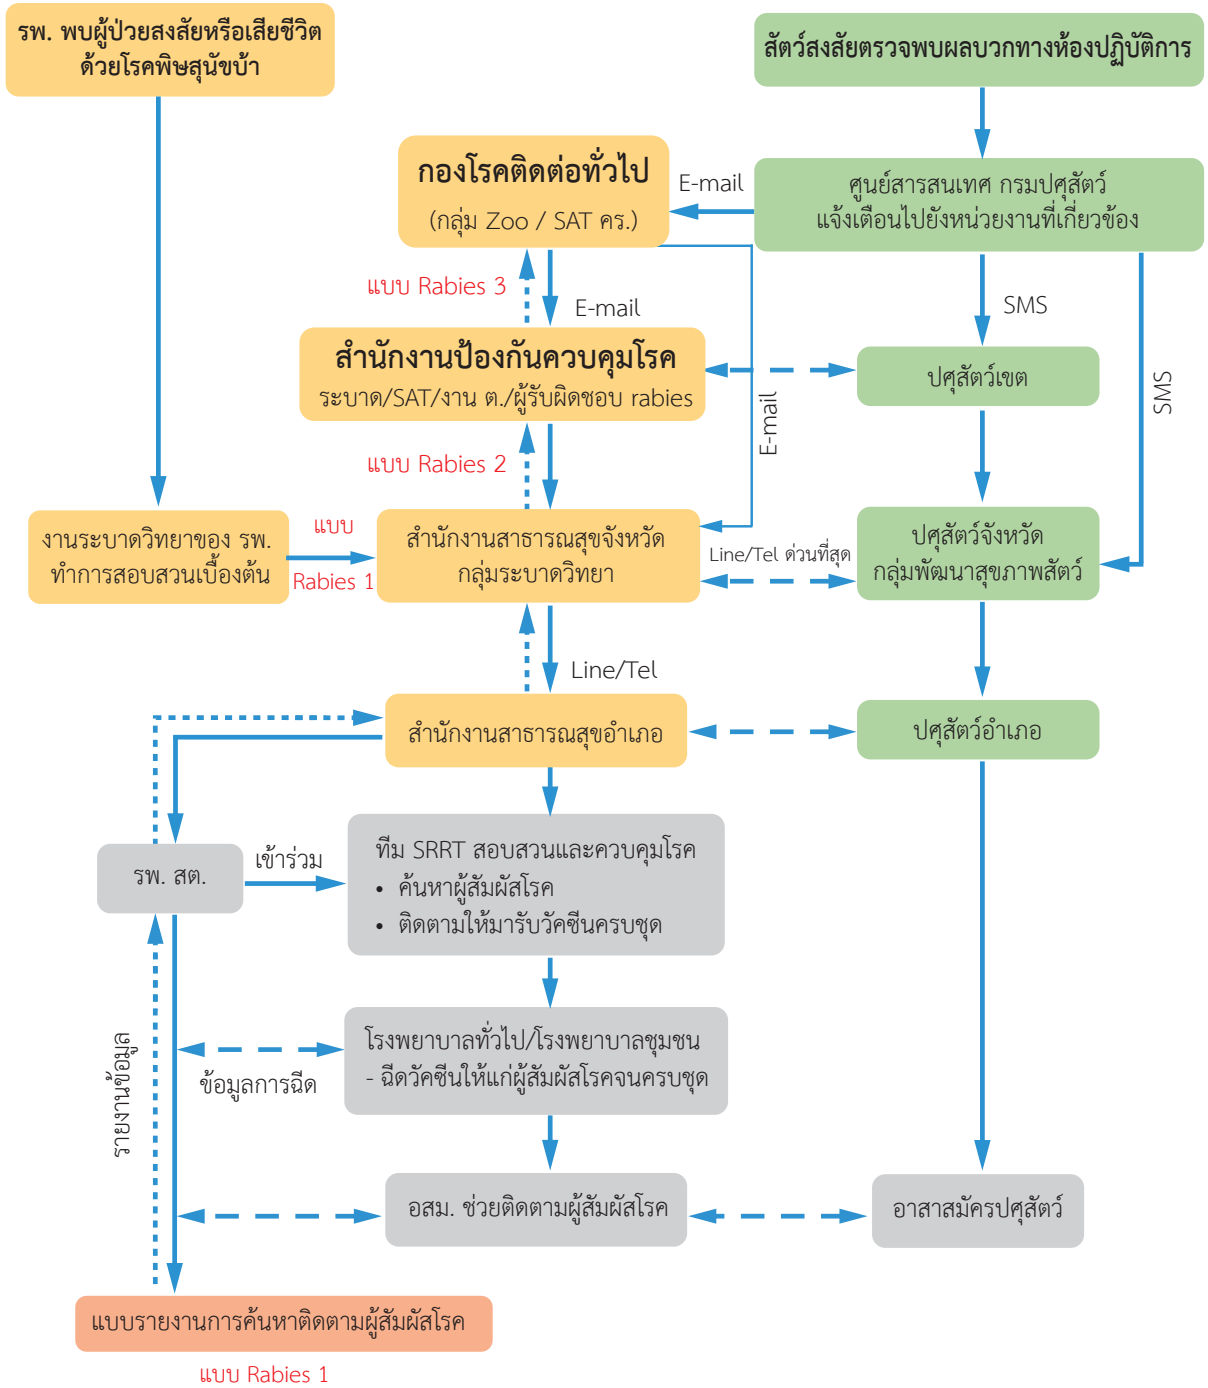 รพ. พบผู้ป่วยสงสัยหรือเสียชีวิต
ด้วยโรคพิษสุนัขบ้า
สัตว์สงสัยตรวจพบผลบวกทางห้องปฏิบัติการ
กองโรคติดต่อทั่วไป
(กลุ่ม Zoo / SAT คร.)
E-mail
ศูนย์สารสนเทศ กรมปศุสัตว์
แจ้งเตือนไปยังหน่วยงานที่เกี่ยวข้อง
แบบ Rabies 3
E-mail
SMS
สำนักงานป้องกันควบคุมโรค
ระบาด/SAT/งาน ต./ผู้รับผิดชอบ rabies
ปศุสัตว์เขต
SMS
E-mail
แบบ Rabies 2
งานระบาดวิทยาของ รพ.
ทำการสอบสวนเบื้องต้น
แบบ
Rabies 1
สำนักงานสาธารณสุขจังหวัด
กลุ่มระบาดวิทยา
Line/Tel ด่วนที่สุด
ปศุสัตว์จังหวัด
กลุ่มพัฒนาสุขภาพสัตว์
Line/Tel
สำนักงานสาธารณสุขอำเภอ
ปศุสัตว์อำเภอ
รพ. สต.
เข้าร่วม
ทีม SRRT สอบสวนและควบคุมโรค
• ค้นหาผู้สัมผัสโรค
• ติดตามให้มารับวัคซีนครบชุด
รายงานข้อมูล
ข้อมูลการฉีด
โรงพยาบาลทั่วไป/โรงพยาบาลชุมชน
- ฉีดวัคซีนให้แก่ผู้สัมผัสโรคจนครบชุด
อสม. ช่วยติดตามผู้สัมผัสโรค
อาสาสมัครปศุสัตว์
แบบรายงานการค้นหาติดตามผู้สัมผัสโรค
แบบ Rabies 1